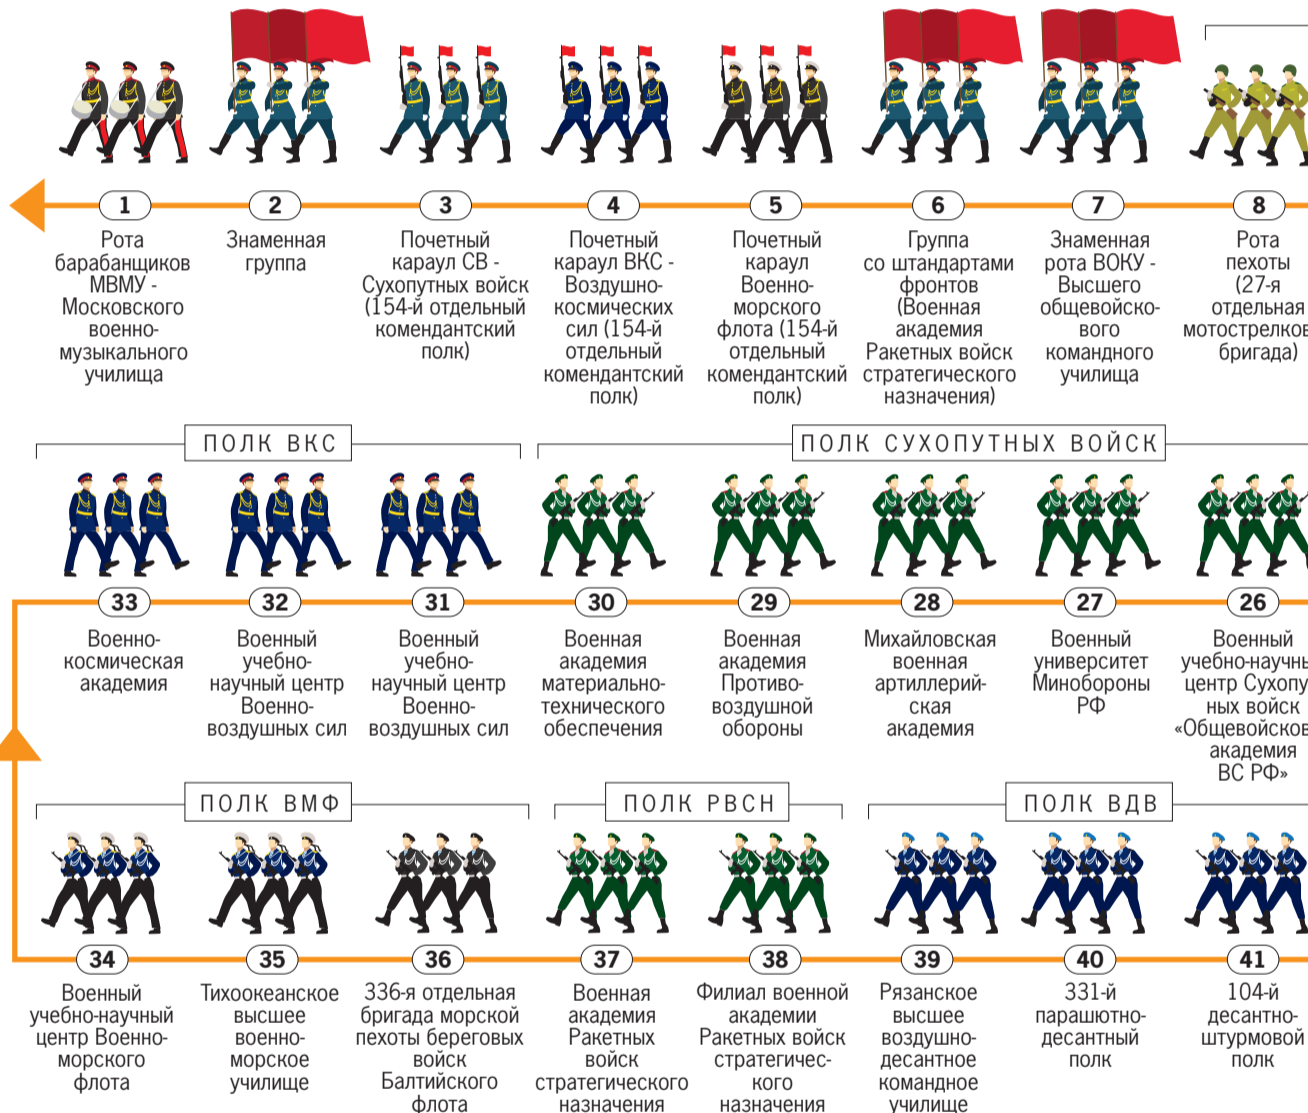 1
Рота
барабанщиков
МВМУ -
Московского
военно-
музыкального
училища
2
Знаменная
группа
3
Почетный
караул СВ -
Сухопутных войск
(154-й отдельный
комендантский
полк)
4
Почетный
караул ВКС -
Воздушно-
космических
сил (154-й
отдельный
комендантский
полк)
5
Почетный
караул
Военно-
морского
флота (154-й
отдельный
комендантский
полк)
6
Группа
со штандартами
фронтов
(Военная
академия
Ракетных войск
стратегического
назначения)
7
Знаменная
рота ВОКУ -
Высшего
общевойско-
вого
командного
училища
8
Рота
пехоты
(27-я
отдельная
мотострелков
бригада)
ПОЛК ВКС
ПОЛК СУХОПУТНЫХ ВОЙСК
33
Военно-
космическая
академия
32
Военный
учебно-
научный центр
Военно-
воздушных сил
31
Военный
учебно-
научный центр
Военно-
воздушных сил
30
Военная
академия
материально-
технического
обеспечения
29
Военная
академия
Противо-
воздушной
обороны
28
Михайловская
военная
артиллерий-
ская
академия
27
Военный
университет
Минобороны
РФ
26
Военный
учебно-научны
центр Сухопу
ных войск
«Общевойсков
академия
ВС РФ»
ПОЛК ВМФ
ПОЛК РВСН
ПОЛК ВДВ
34
Военный
учебно-научный
центр Военно-
морского
флота
35
Тихоокеанское
высшее
военно-
морское
училище
36
336-я отдельная
бригада морской
пехоты береговых
войск
Балтийского
флота
37
Военная
академия
Ракетных
войск
стратегического
назначения
38
Филиал военной
академии
Ракетных войск
стратегичес-
кого
назначения
39
Рязанское
высшее
воздушно-
десантное
командное
училище
40
331-й
парашютно-
десантный
полк
41
104-й
десантно-
штурмовой
полк